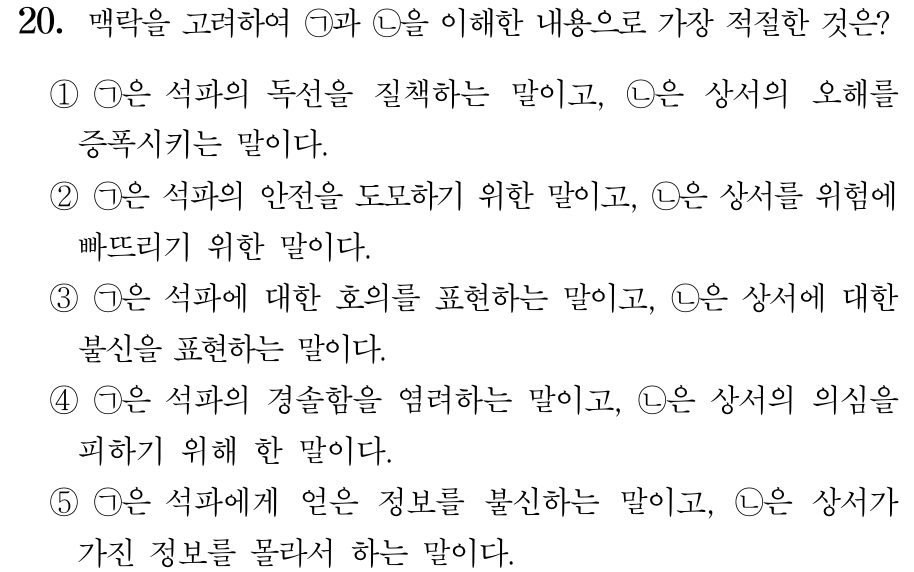 20. 맥락을 고려하여 ㉠과 ㉡을 이해한 내용으로 가장 적절한 것은?
① ㉠은 석파의 독선을 질책하는 말이고, ㉡은 상서의 오해를
증폭시키는 말이다.
② ㉠은 석파의 안전을 도모하기 위한 말이고, ㉡은 상서를 위험에
빠뜨리기 위한 말이다.
③ ㉠은 석파에 대한 호의를 표현하는 말이고, ㉡은 상서에 대한
불신을 표현하는 말이다.
④ ㉠은 석파의 경솔함을 염려하는 말이고, ㉡은 상서의 의심을
피하기 위해 한 말이다.
⑤ ㉠은 석파에게 얻은 정보를 불신하는 말이고, ㉡은 상서가
가진 정보를 몰라서 하는 말이다.